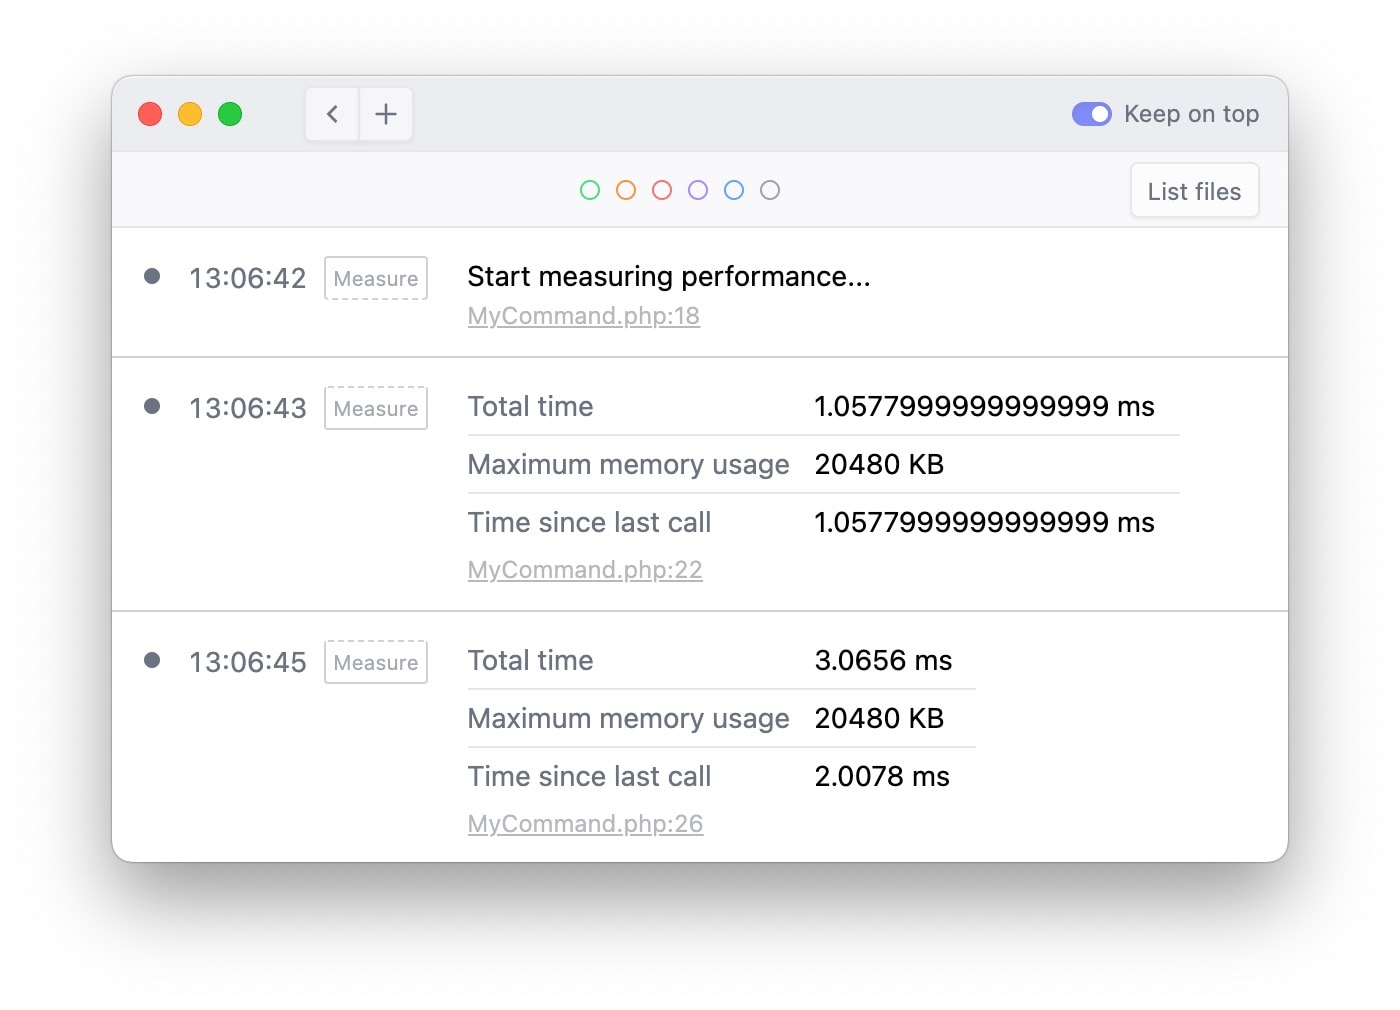 Keep on top
List files
13:06:42 Measure Start measuring performance...
MyCommand.php:18
13:06:43 Measure Total time 1.0577999999999999 ms
Maximum memory usage 20480 KB
Time since last call 1.0577999999999999 ms
MyCommand.php:22
13:06:45 Measure Total time 3.0656 ms
Maximum memory usage 20480 KB
Time since last call 2.0078 ms
MyCommand.php:26